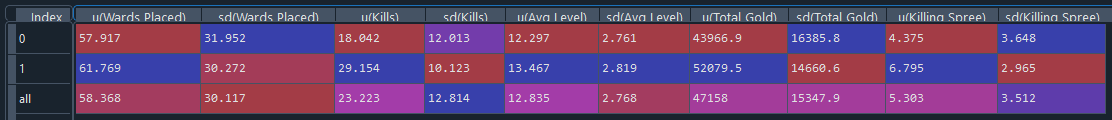 Index u(Wards Placed) sd(Wards Placed) u(Kills) sd(Kills) u(Avg Level) sd(Avg Level) u(Total Gold) sd(Total Gold) u(Killing Spree) sd(Killing Spree)
0 57.917 31.952 18.042 12.013 12.297 2.761 43966.9 16385.8 4.375 3.648
1 61.769 30.272 29.154 10.123 13.467 2.819 52079.5 14660.6 6.795 2.965
all 58.368 30.117 23.223 12.814 12.835 2.768 47158 15347.9 5.303 3.512